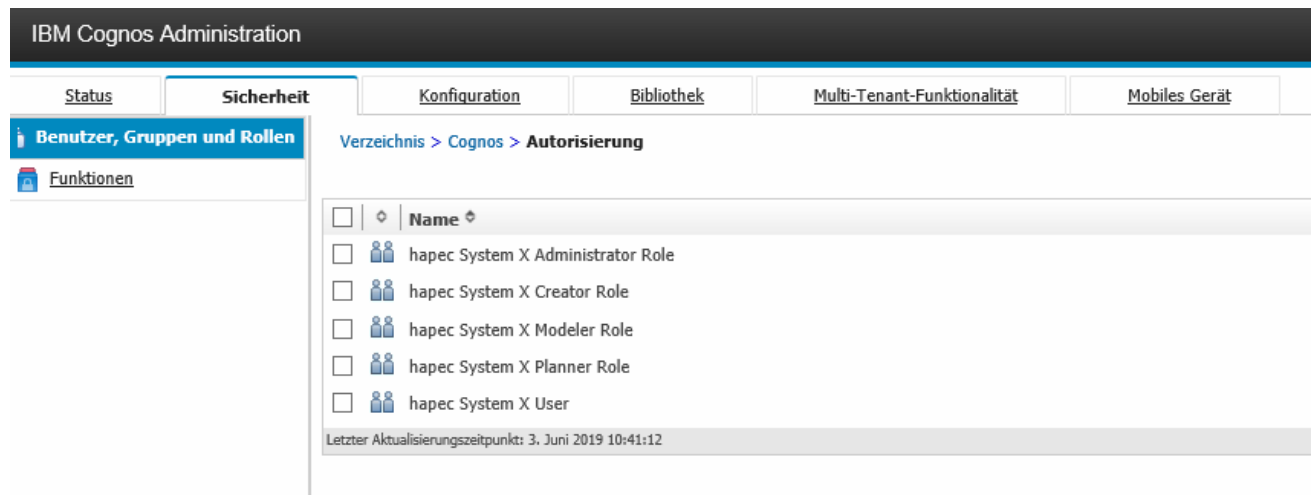 IBM Cognos Administration
Status Sicherheit Konfiguration Bibliothek Multi-Tenant-Funktionalität Mobiles Gerät
Benutzer, Gruppen und Rollen
Verzeichnis > Cognos > Autorisierung
Funktionen
Name
hapec System X Administrator Role
hapec System X Creator Role
hapec System X Modeler Role
hapec System X Planner Role
hapec System X User
Letzter Aktualisierungszeitpunkt: 3. Juni 2019 10:41:12